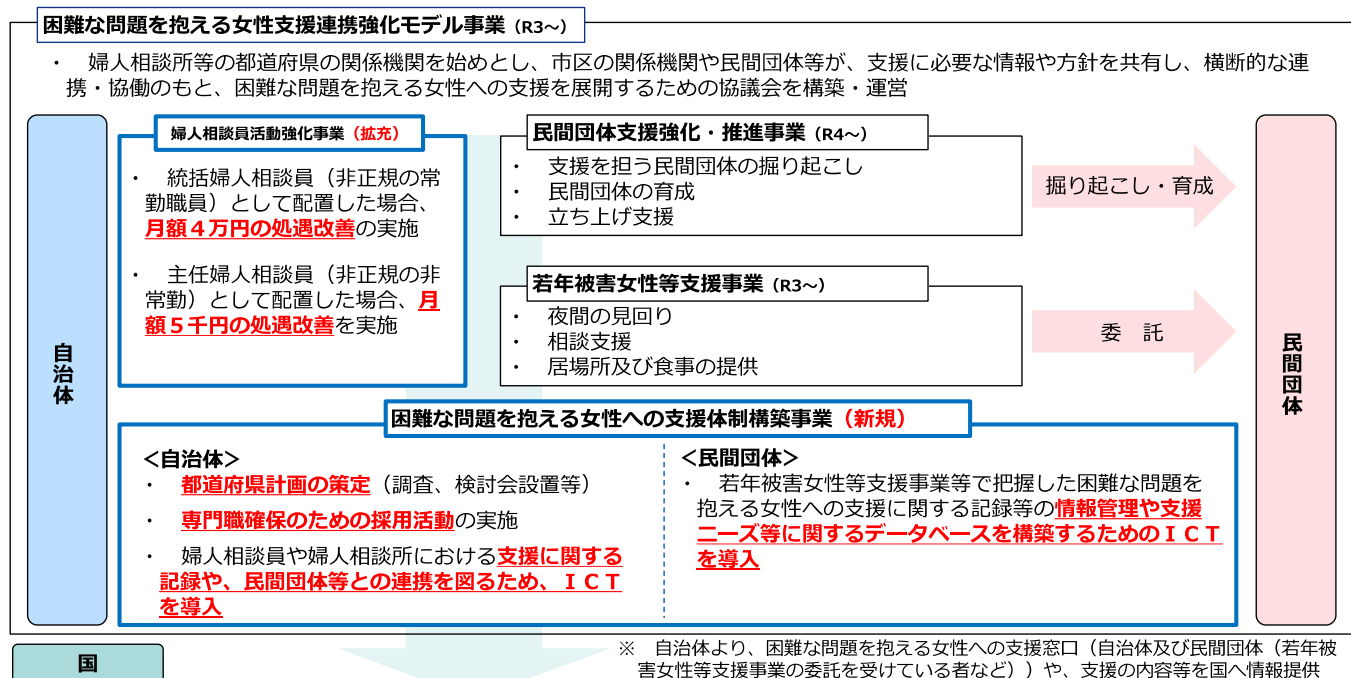 困難な問題を抱える女性支援連携強化モデル事業（R3～）
・　婦人相談所等の都道府県の関係機関を始めとし、市区の関係機関や民間団体等が、支援に必要な情報や方針を共有し、横断的な連
携・協働のもと、困難な問題を抱える女性への支援を展開するための協議会を構築・運営
自治体
婦人相談員活動強化事業（拡充）
・　統括婦人相談員（非正規の常
勤職員）として配置した場合、
月額４万円の処遇改善の実施
・　主任婦人相談員（非正規の非
常勤）として配置した場合、月
額５千円の処遇改善を実施
民間団体支援強化・推進事業（R4～）
・　支援を担う民間団体の掘り起こし
・　民間団体の育成
・　立ち上げ支援
掘り起こし・育成
若年被害女性等支援事業（R3～）
・　夜間の見回り
・　相談支援
・　居場所及び食事の提供
委　託
民間団体
困難な問題を抱える女性への支援体制構築事業（新規）
＜自治体＞
・　都道府県計画の策定（調査、検討会設置等）
・　専門職確保のための採用活動の実施
・　婦人相談員や婦人相談所における支援に関する
記録や、民間団体等との連携を図るため、ＩＣＴ
を導入
＜民間団体＞
・　若年被害女性等支援事業等で把握した困難な問題を
抱える女性への支援に関する記録等の情報管理や支援
ニーズ等に関するデータベースを構築するためのＩＣＴ
を導入
国
※　自治体より、困難な問題を抱える女性への支援窓口（自治体及び民間団体（若年被
害女性等支援事業の委託を受けている者など））や、支援の内容等を国へ情報提供